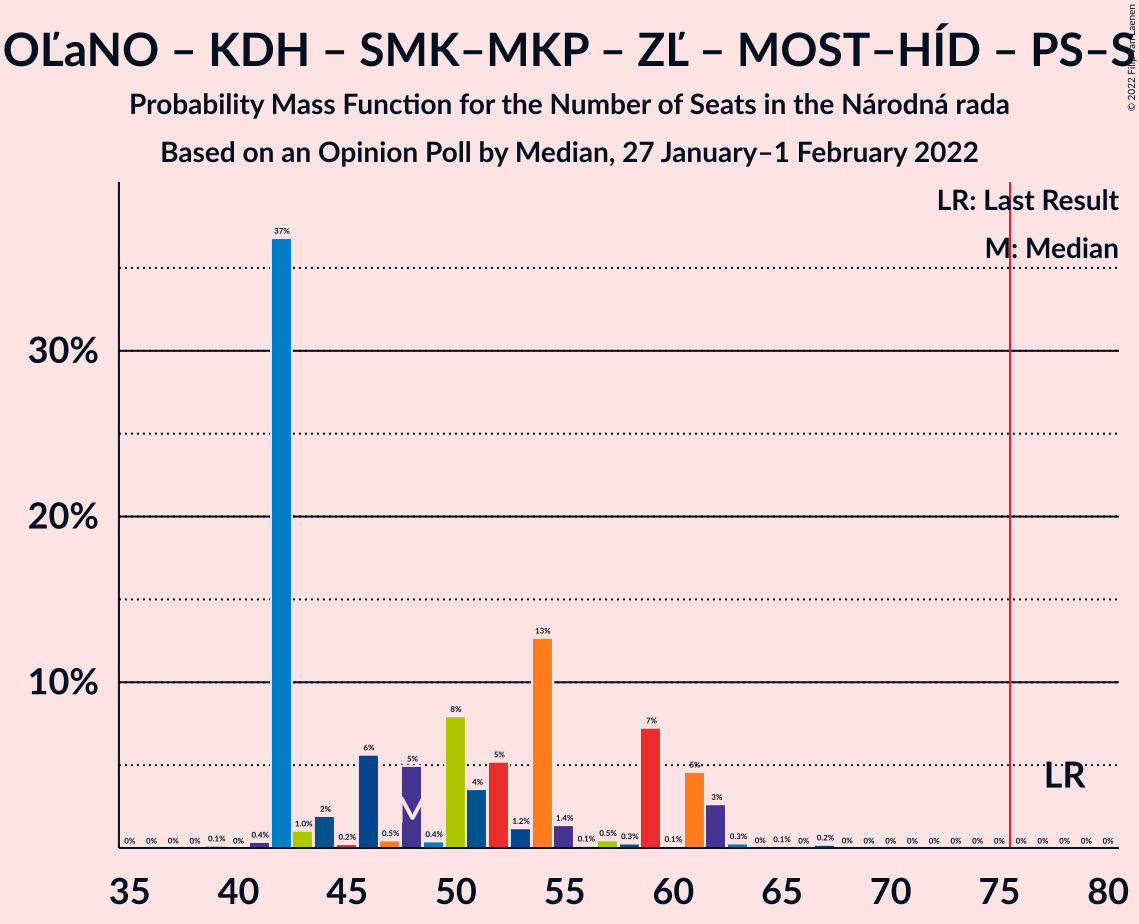 OĽaNO – KDH – SMK–MKP – ZĽ – MOST–HÍD – PS–S
© 2022 Filip van Laenen
Probability Mass Function for the Number of Seats in the Národná rada
Based on an Opinion Poll by Median, 27 January–1 February 2022
LR: Last Result
M: Median
30%
20%
10%
0% 0% 0% 0% 0.1% 0% 0.4% 37% 1.0% 2% 0.2% 6% 0.5% 5% 0.4% 8% 4% 5% 1.2% 13% 1.4% 0.1% 0.5% 0.3% 7% 0.1% 5% 3% 0.3% 0% 0.1% 0% 0.2% 0% 0% 0% 0% 0% 0% 0% 0% 0% 0% 0% 0% 0%
M
LR
35 40 45 50 55 60 65 70 75 80